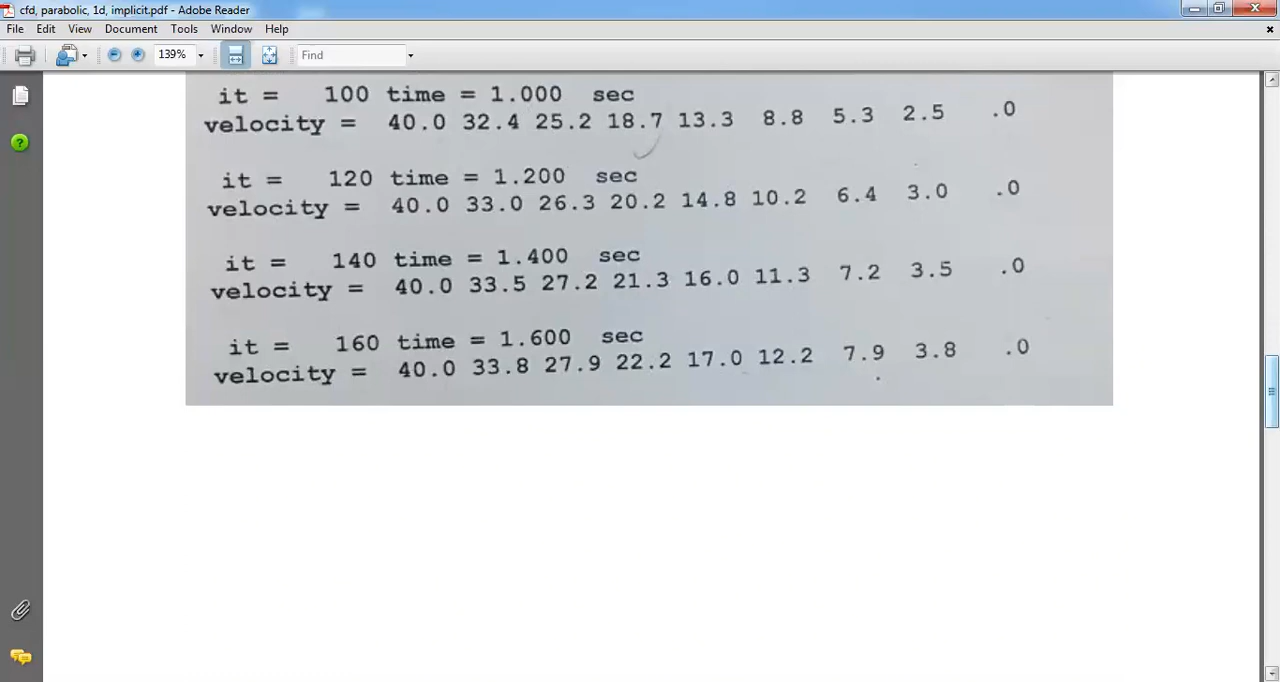 cfd, parabolic, 1d, implicit.pdf - Adobe Reader
File Edit View Document Tools Window Help
139% Find
it = 100 time = 1.000 sec
velocity = 40.0 32.4 25.2 18.7 13.3 8.8 5.3 2.5 .0
it = 120 time = 1.200 sec
velocity = 40.0 33.0 26.3 20.2 14.8 10.2 6.4 3.0 .0
it = 140 time = 1.400 sec
velocity = 40.0 33.5 27.2 21.3 16.0 11.3 7.2 3.5 .0
it = 160 time = 1.600 sec
velocity = 40.0 33.8 27.9 22.2 17.0 12.2 7.9 3.8 .0